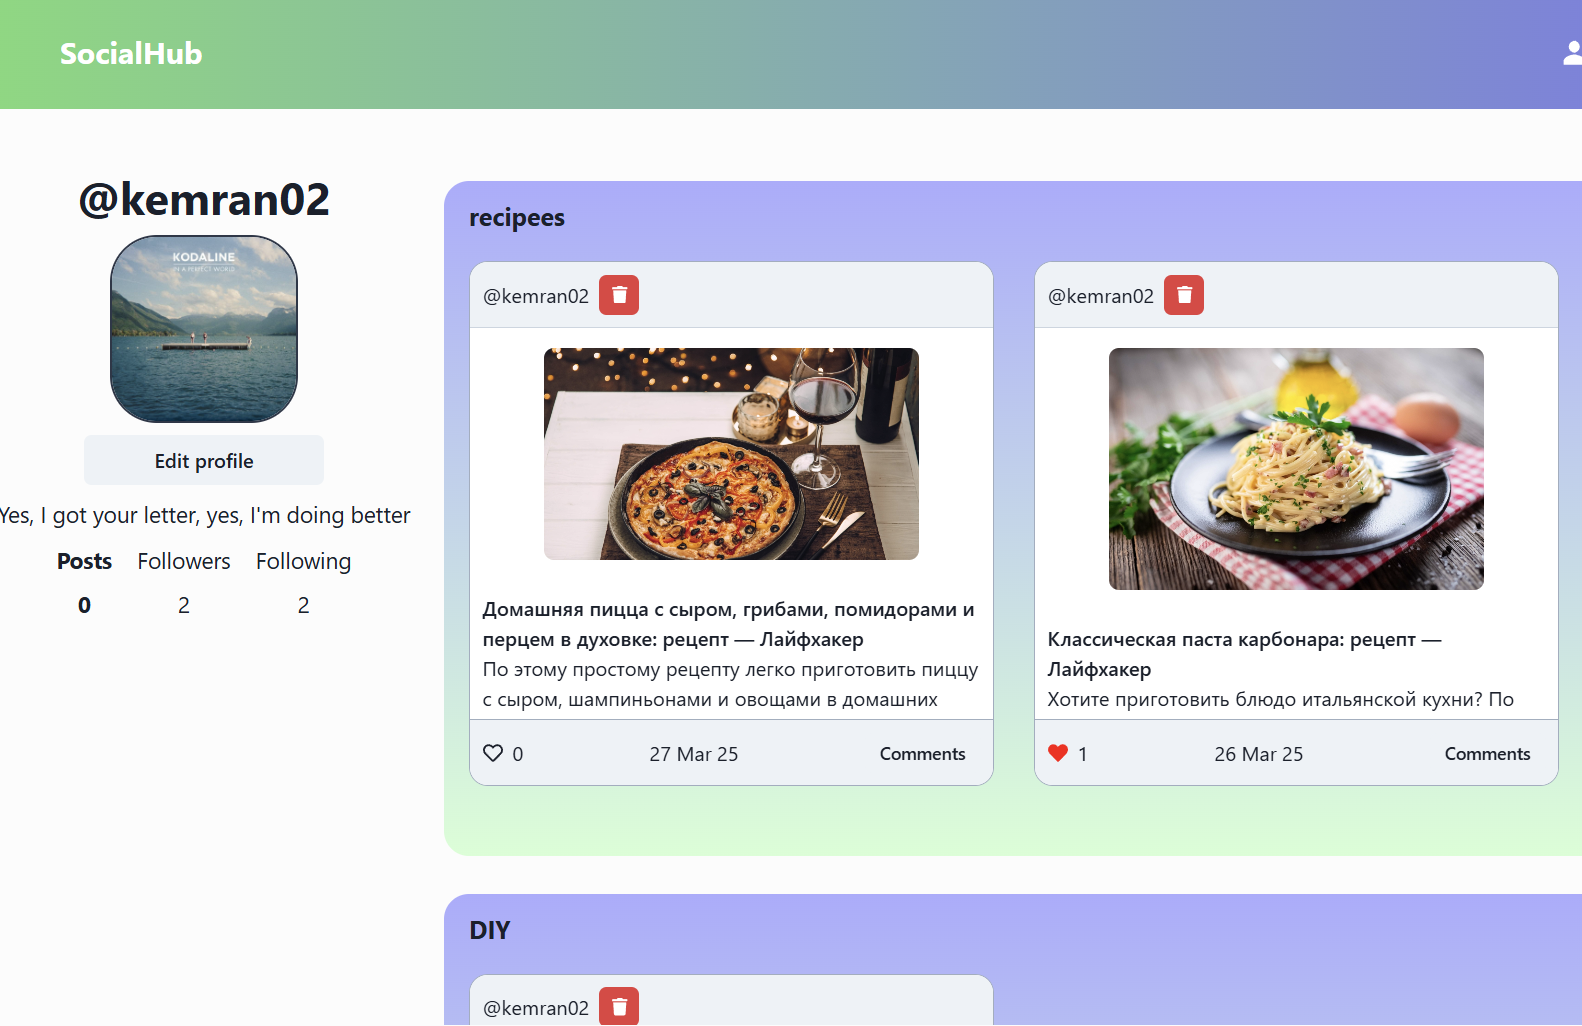 SocialHub
@kemran02
KODALINE
IN A PERFECT WORLD
Edit profile
Yes, I got your letter, yes, I'm doing better
Posts Followers Following
0 2 2
recipees
@kemran02
Домашняя пицца с сыром, грибами, помидорами и
перцем в духовке: рецепт — Лайфхакер
По этому простому рецепту легко приготовить пиццу
с сыром, шампиньонами и овощами в домашних
0 27 Mar 25 Comments
@kemran02
Классическая паста карбонара: рецепт —
Лайфхакер
Хотите приготовить блюдо итальянской кухни? По
1 26 Mar 25 Comments
DIY
@kemran02